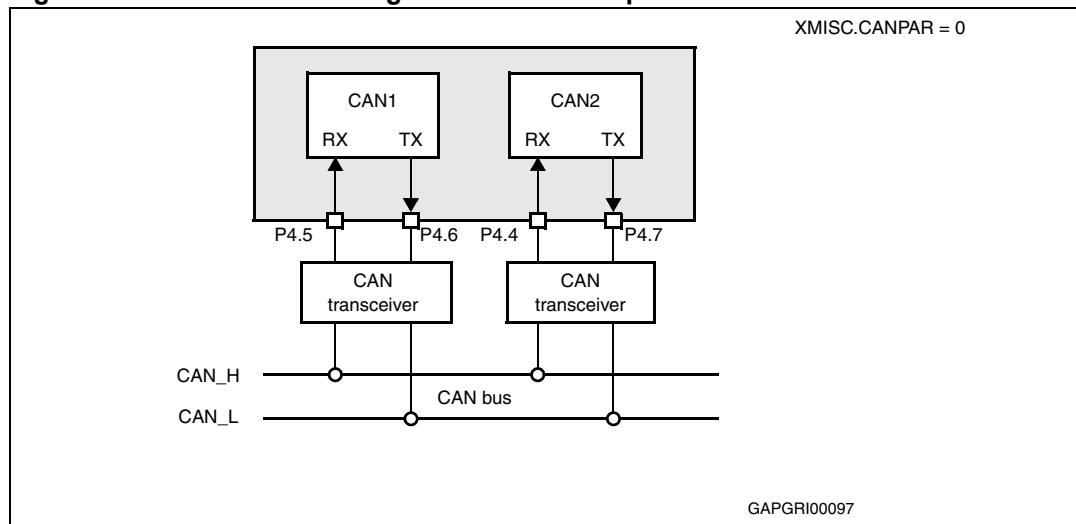 XMISC.CANPAR = 0
CAN1
CAN2
RX
TX
RX
TX
P4.5
P4.6
P4.4
P4.7
CAN
transceiver
CAN
transceiver
CAN_H
CAN bus
CAN_L
GAPGRI00097